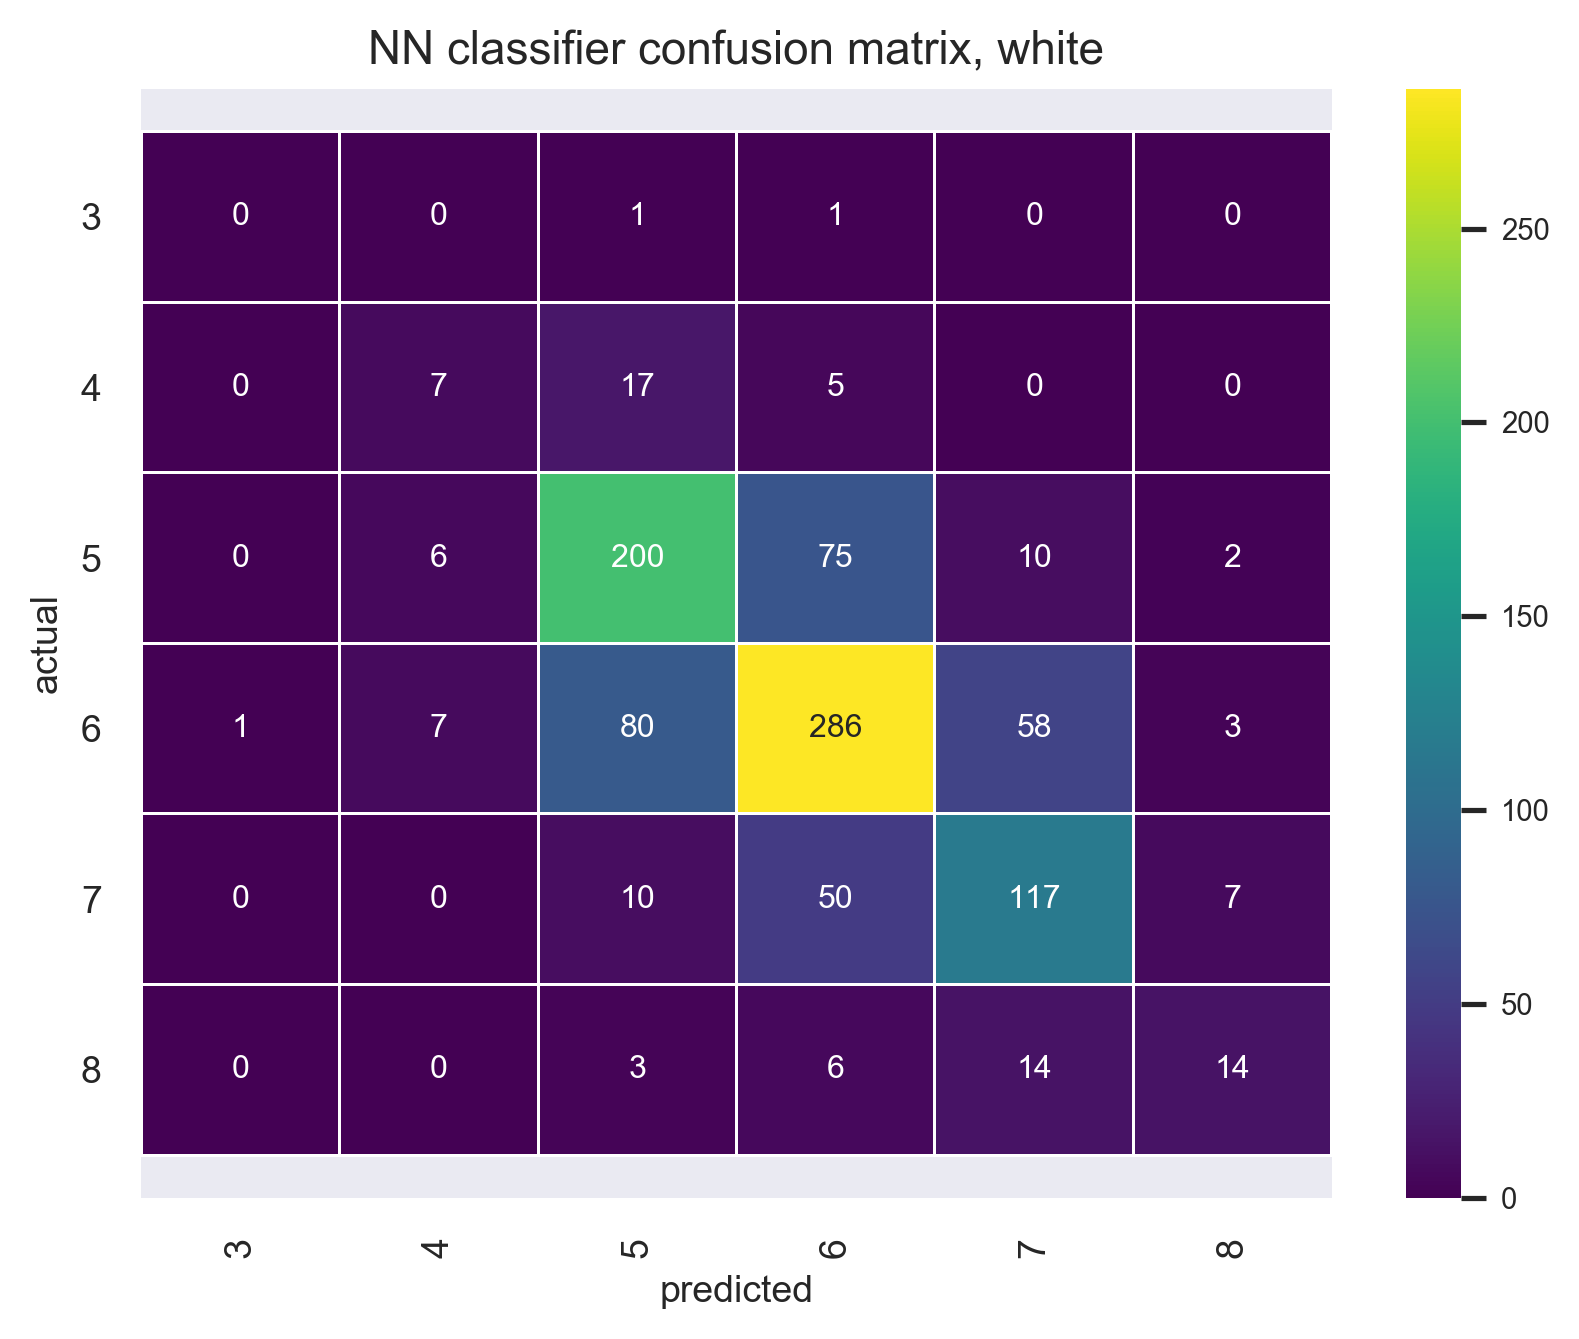 NN classifier confusion matrix, white
3 0 0 1 1 0 0
4 0 7 17 5 0 0
5 0 6 200 75 10 2
6 1 7 80 286 58 3
7 0 0 10 50 117 7
8 0 0 3 6 14 14
actual
3 4 5 6 7 8
predicted
250
200
150
100
50
0